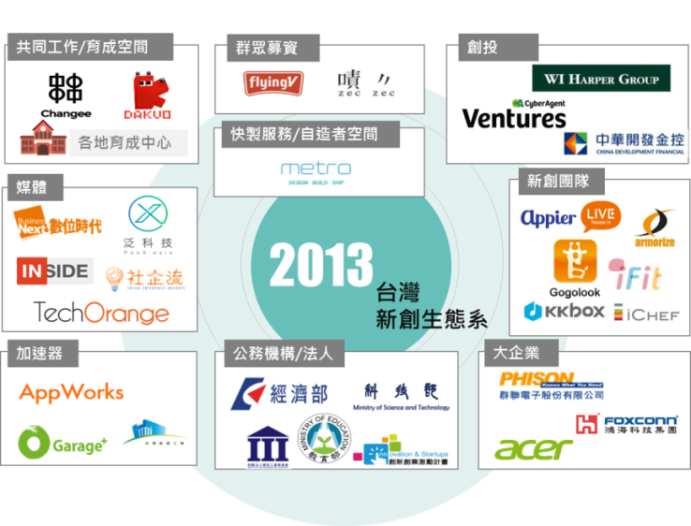 共同工作/育成空間
Changee
DAKUO
各地育成中心
群眾募資
flyingV
嘖ㄅ
zec zec
創投
WI HARPER GROUP
CyberAgent
Ventures
中華開發金控
CHINA DEVELOPMENT FINANCIAL
快製服務/自造者空間
metro
DESIGN BUILD SHIP
媒體
Business
Next 數位時代
泛科技
PanX.asia
INSIDE
社企流
TechOrange
新創團隊
Appier
LIVE
house.in
armorize
Gogolook
iFit
KKBOX
iCHEF
2013
台灣
新創生態系
加速器
AppWorks
Garage+
公務機構/法人
經濟部
科技部
Ministry of Science and Technology
MINISTRY OF EDUCATION
教育部
innovation & Startups
創新創業激勵計畫
大企業
PHISON
Knows What You Need
群聯電子股份有限公司
FOXCONN
鴻海科技集團
acer